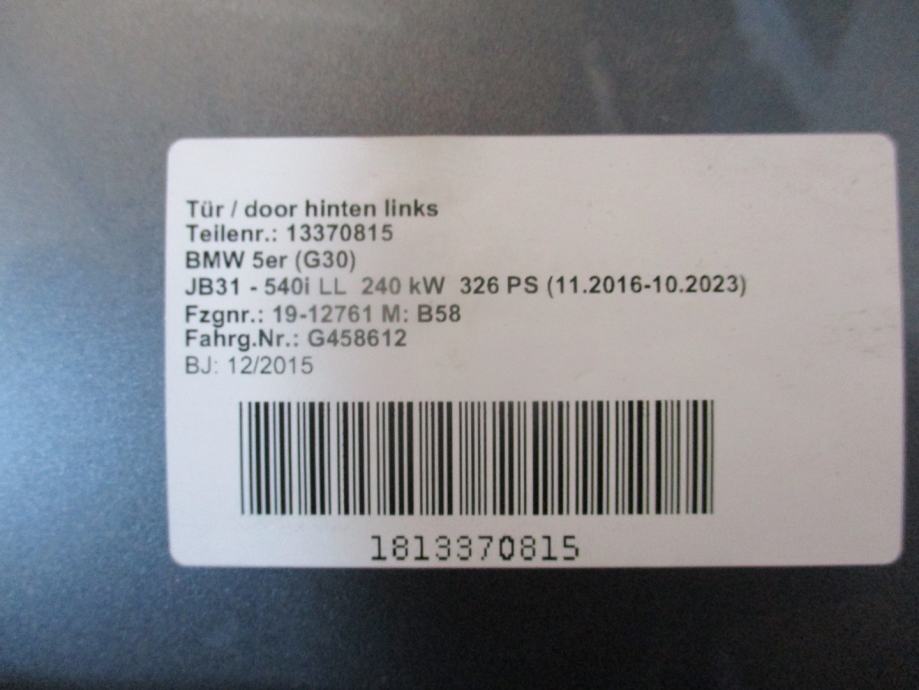 Tür / door hinten links
Teilenr.: 13370815
BMW 5er (G30)
JB31 - 540i LL 240 kW 326 PS (11.2016-10.2023)
Fzgnr.: 19-12761 M: B58
Fahrg.Nr.: G458612
BJ: 12/2015
1813370815